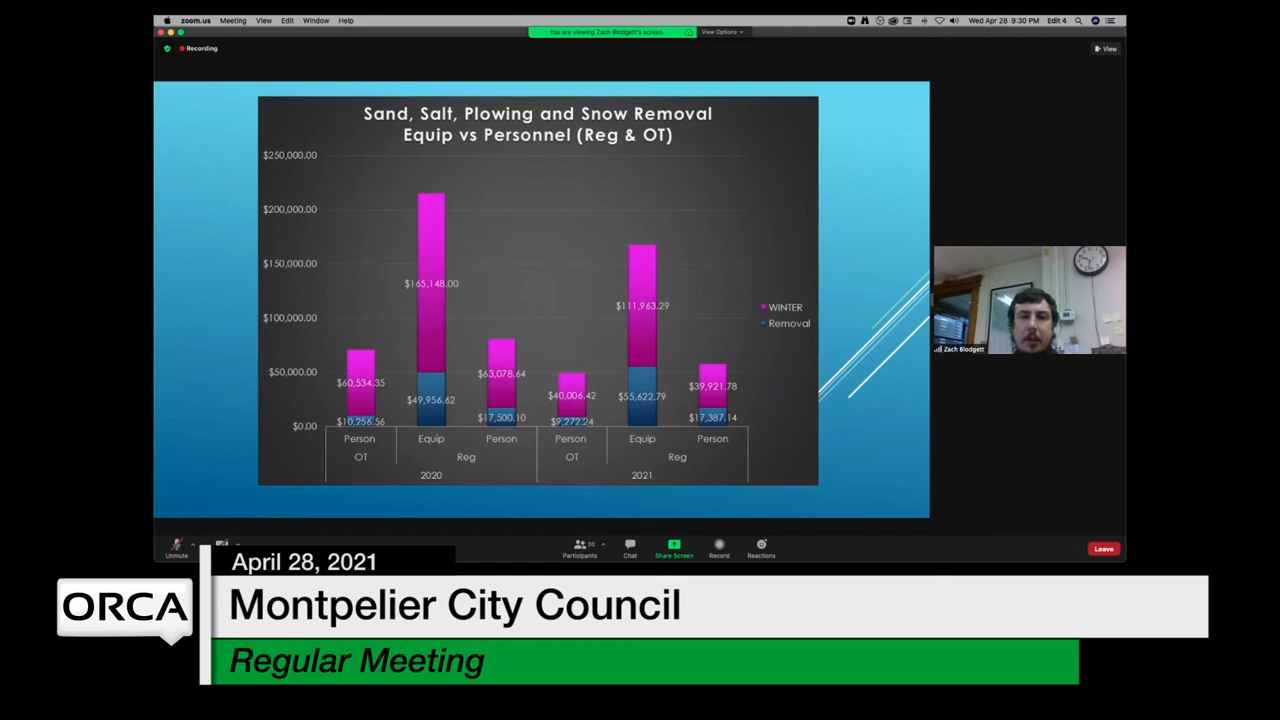 zoom.us Meeting View Edit Window Help
Wed Apr 28 9:30 PM Edit 4
You are viewing Zach Blodgett's screen
View Options
Recording
View
Sand, Salt, Plowing and Snow Removal
Equip vs Personnel (Reg & OT)
$250,000.00
$200,000.00
$150,000.00
$100,000.00
$50,000.00
$0.00
$165,148.00
$111,963.29
$60,534.35
$63,078.64
$40,006.42
$39,921.78
$49,956.62
$55,622.79
$10,256.56
$17,500.10
$9,272.24
$17,387.14
WINTER
Removal
Person Equip Person Person Equip Person
OT Reg OT Reg
2020 2021
Zach Blodgett
Unmute
20
Participants
Chat
Share Screen
Record
Reactions
Leave
April 28, 2021
ORCA
Montpelier City Council
Regular Meeting